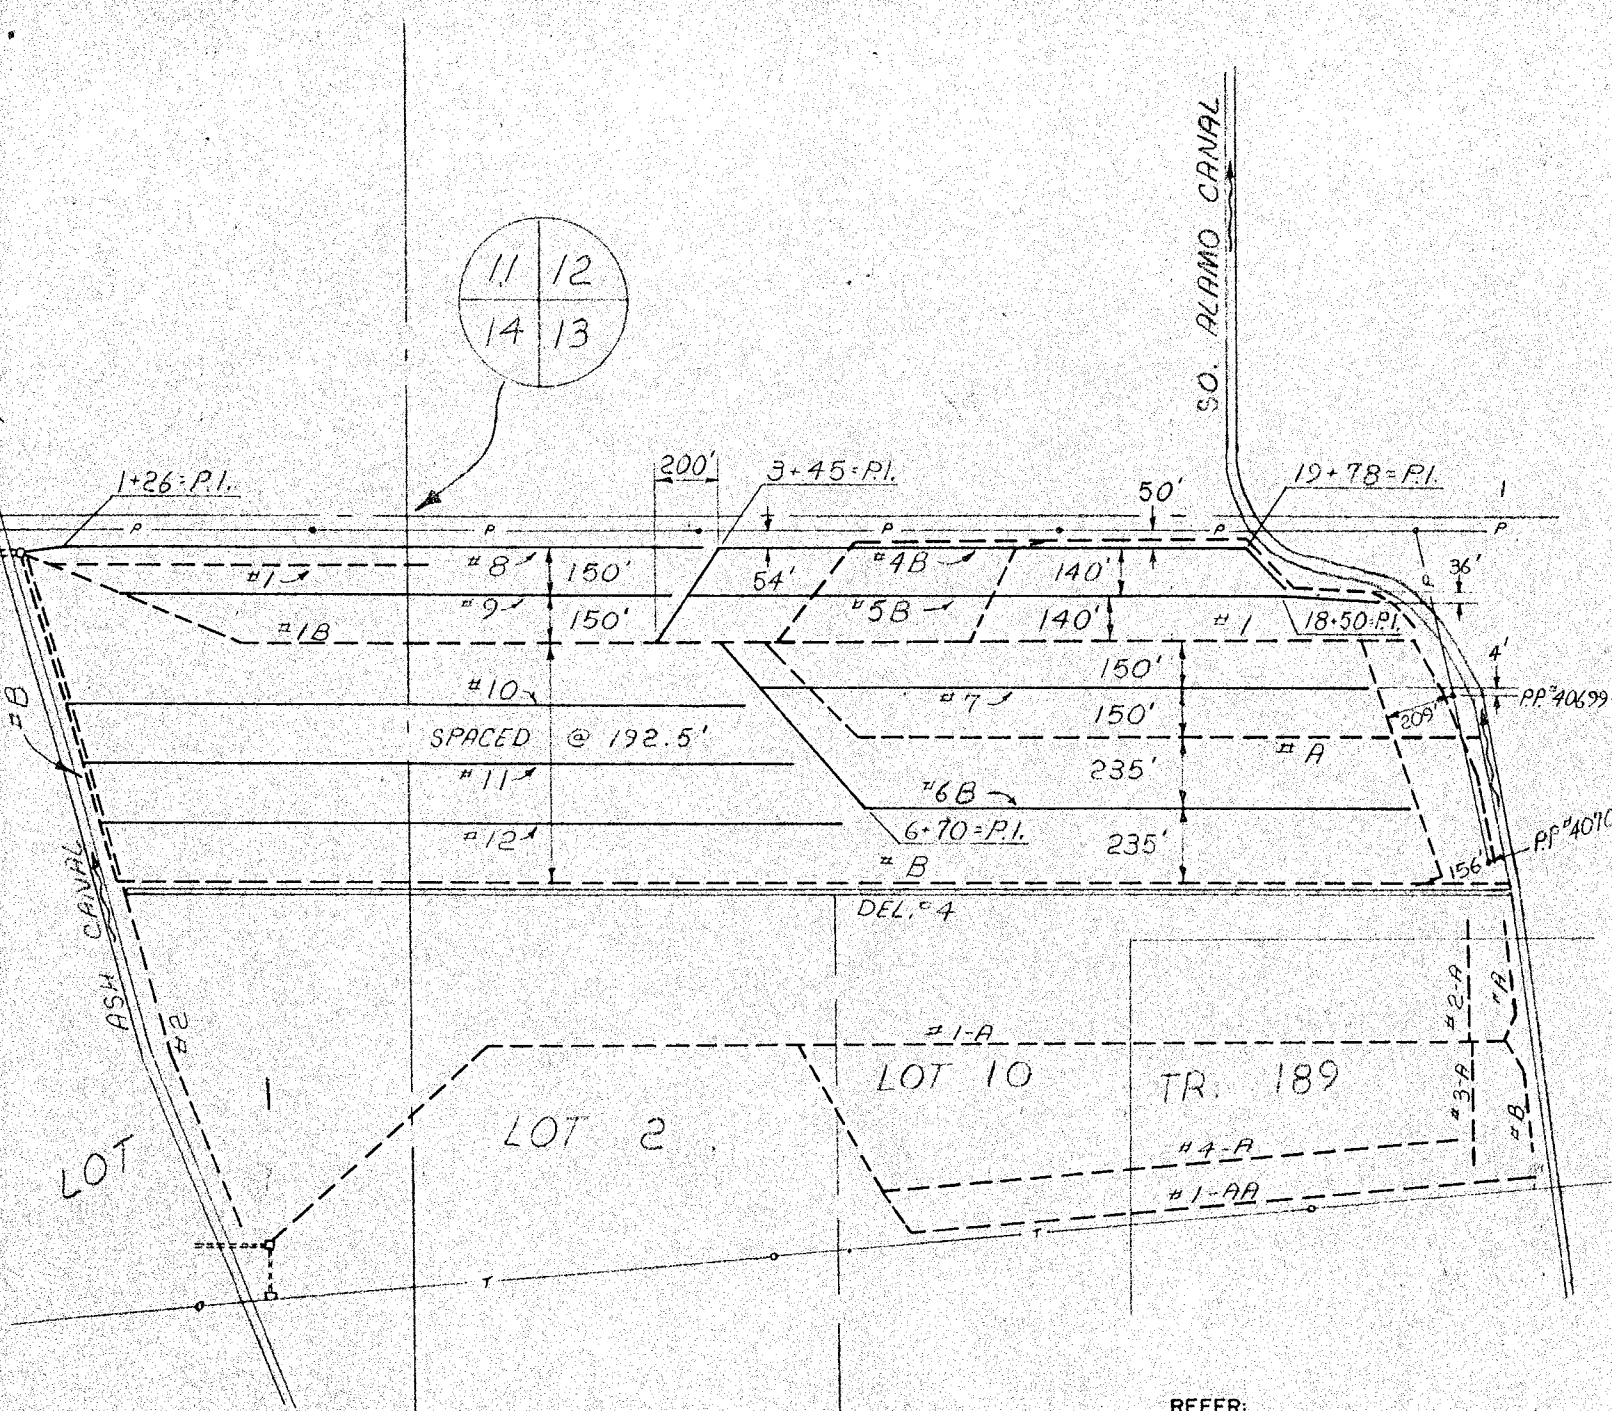 SO. ALAMO CANAL
11 12
14 13
200'
3+45=P.I.
1+26=P.I.
50'
19+78=P.I.
1
P P P P P
P
#1
#8
150'
54'
#4B
140'
36'
#9
150'
#5B
140'
#1
18+50=P.I.
#1B
150'
4'
#10
#7
P.P.#40699
#B
150'
209'
SPACED @ 192.5'
#A
#11
235'
#6B
6+70=P.I.
#12
235'
#B
156'
DEL.#4
ASH CANAL
#2
#1-A
#2-A
#A
LOT 10
TR. 189
#3-A
#B
LOT 1
LOT 2
#4-A
#1-AA
T
T
REFER: